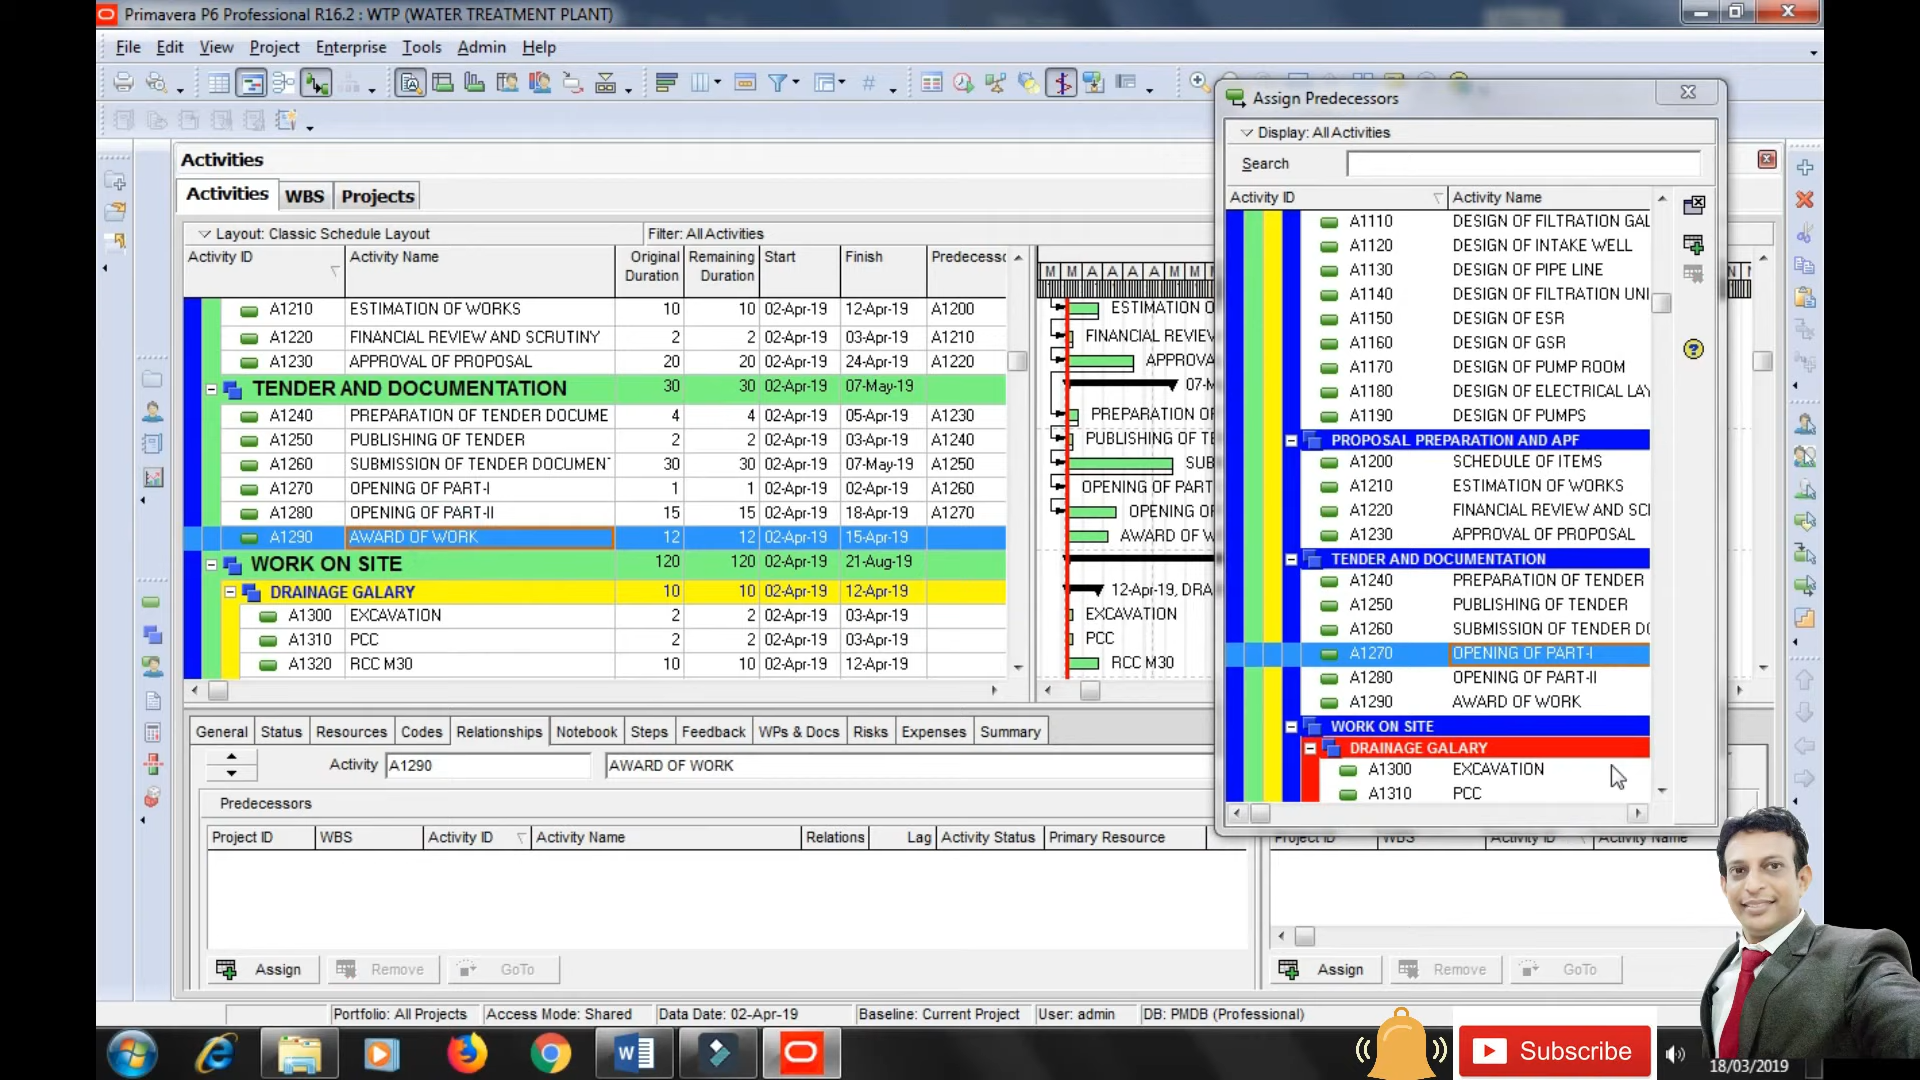 Primavera P6 Professional R16.2 : WTP (WATER TREATMENT PLANT)
File Edit View Project Enterprise Tools Admin Help
Activities
Activities WBS Projects
Layout: Classic Schedule Layout Filter: All Activities
Activity ID Activity Name Original Duration Remaining Duration Start Finish Predecesso
M M A A A A M M
A1210 ESTIMATION OF WORKS 10 10 02-Apr-19 12-Apr-19 A1200 ESTIMATION O
A1220 FINANCIAL REVIEW AND SCRUTINY 2 2 02-Apr-19 03-Apr-19 A1210 FINANCIAL REVIEW
A1230 APPROVAL OF PROPOSAL 20 20 02-Apr-19 24-Apr-19 A1220 APPROVA
TENDER AND DOCUMENTATION 30 30 02-Apr-19 07-May-19 07-M
A1240 PREPARATION OF TENDER DOCUME 4 4 02-Apr-19 05-Apr-19 A1230 PREPARATION OF
A1250 PUBLISHING OF TENDER 2 2 02-Apr-19 03-Apr-19 A1240 PUBLISHING OF TE
A1260 SUBMISSION OF TENDER DOCUMEN 30 30 02-Apr-19 07-May-19 A1250 SUB
A1270 OPENING OF PART-I 1 1 02-Apr-19 02-Apr-19 A1260 OPENING OF PART
A1280 OPENING OF PART-II 15 15 02-Apr-19 18-Apr-19 A1270 OPENING OF
A1290 AWARD OF WORK 12 12 02-Apr-19 15-Apr-19 AWARD OF W
WORK ON SITE 120 120 02-Apr-19 21-Aug-19
DRAINAGE GALARY 10 10 02-Apr-19 12-Apr-19 12-Apr-19, DRA
A1300 EXCAVATION 2 2 02-Apr-19 03-Apr-19 EXCAVATION
A1310 PCC 2 2 02-Apr-19 03-Apr-19 PCC
A1320 RCC M30 10 10 02-Apr-19 12-Apr-19 RCC M30
General Status Resources Codes Relationships Notebook Steps Feedback WPs & Docs Risks Expenses Summary
Activity A1290 AWARD OF WORK
Predecessors
Project ID WBS Activity ID Activity Name Relations Lag Activity Status Primary Resource
Project ID WBS Activity ID Activity Name
Assign Remove GoTo
Assign Remove GoTo
Portfolio: All Projects Access Mode: Shared Data Date: 02-Apr-19 Baseline: Current Project User: admin DB: PMDB (Professional)
Assign Predecessors
Display: All Activities
Search
Activity ID Activity Name
A1110 DESIGN OF FILTRATION GAL
A1120 DESIGN OF INTAKE WELL
A1130 DESIGN OF PIPE LINE
A1140 DESIGN OF FILTRATION UNI
A1150 DESIGN OF ESR
A1160 DESIGN OF GSR
A1170 DESIGN OF PUMP ROOM
A1180 DESIGN OF ELECTRICAL LAY
A1190 DESIGN OF PUMPS
PROPOSAL PREPARATION AND APF
A1200 SCHEDULE OF ITEMS
A1210 ESTIMATION OF WORKS
A1220 FINANCIAL REVIEW AND SCI
A1230 APPROVAL OF PROPOSAL
TENDER AND DOCUMENTATION
A1240 PREPARATION OF TENDER
A1250 PUBLISHING OF TENDER
A1260 SUBMISSION OF TENDER DO
A1270 OPENING OF PART-I
A1280 OPENING OF PART-II
A1290 AWARD OF WORK
WORK ON SITE
DRAINAGE GALARY
A1300 EXCAVATION
A1310 PCC
Subscribe
18/03/2019